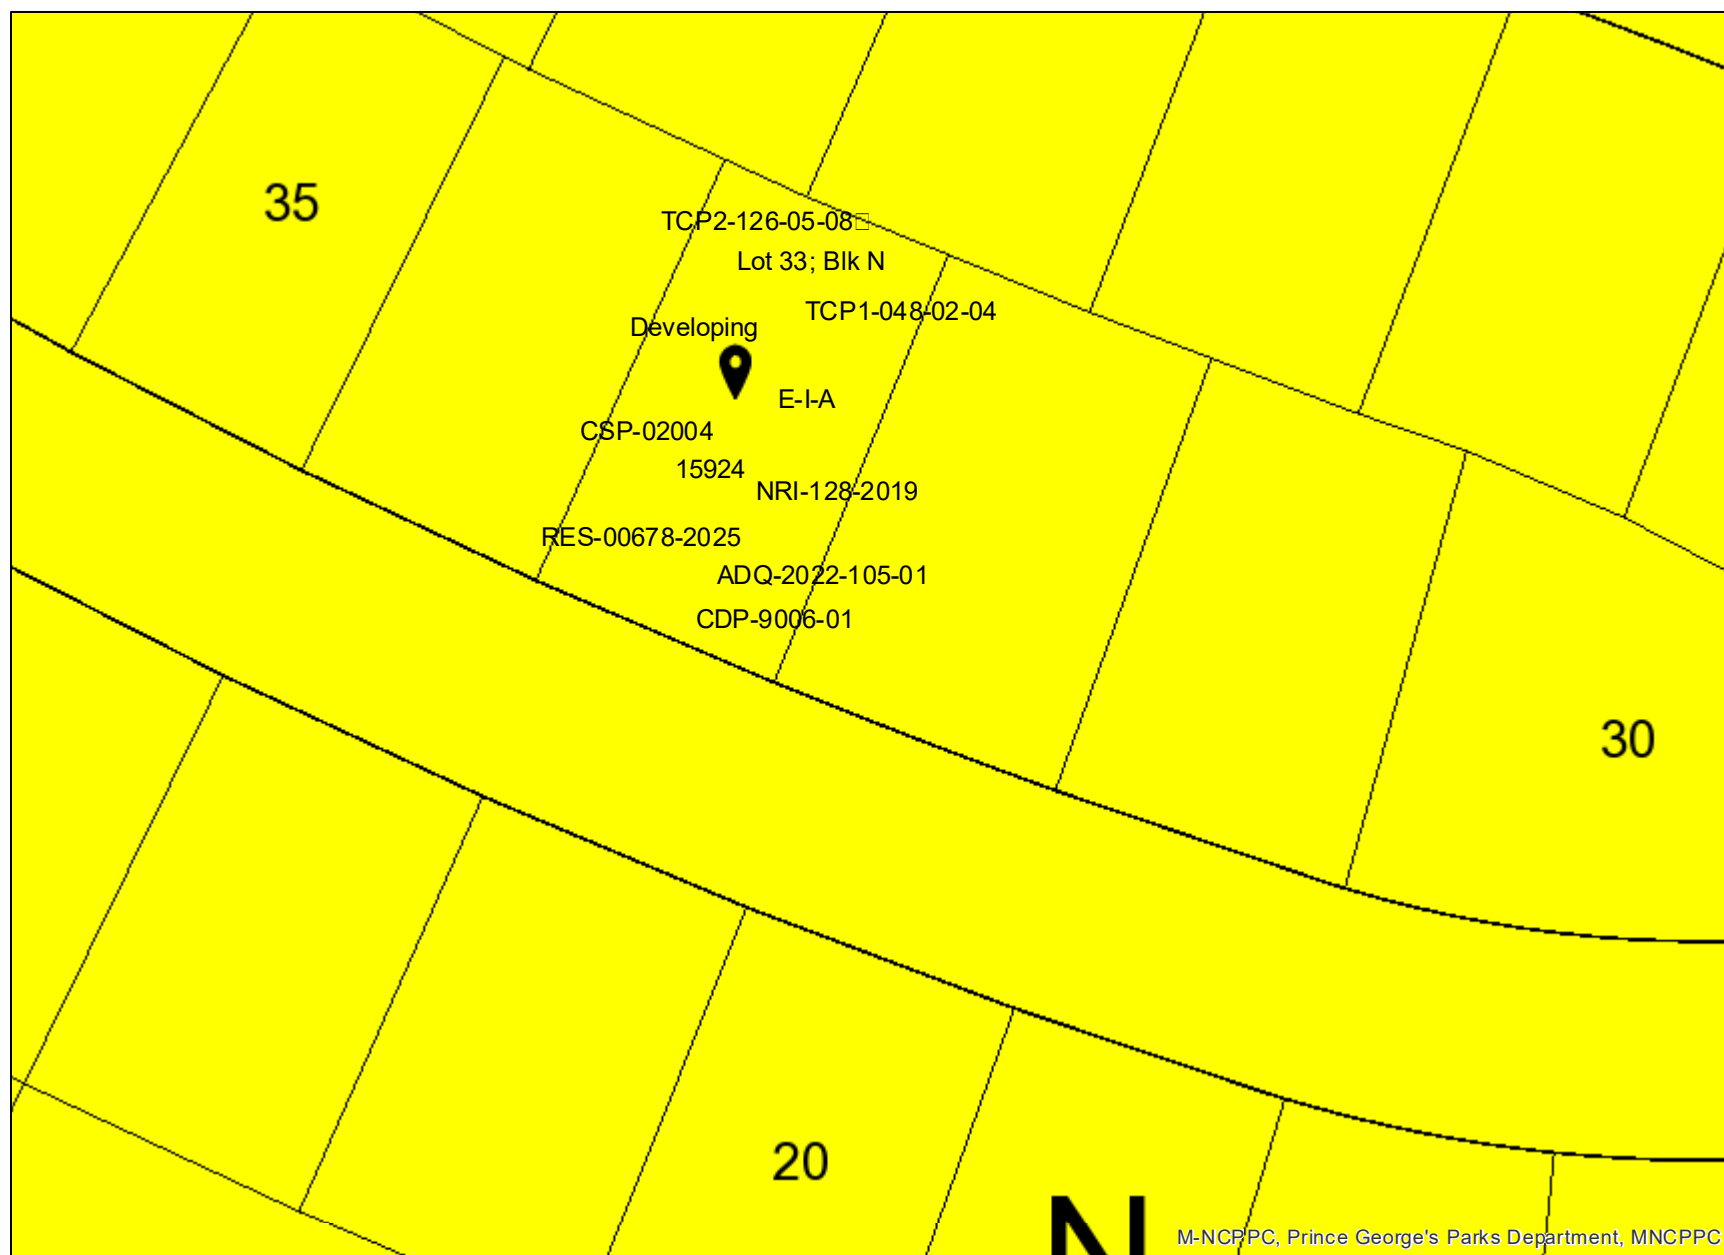 35
TCP2-126-05-08
Lot 33; Blk N
TCP1-048-02-04
Developing
E-I-A
CSP-02004
15924
NRI-128-2019
RES-00678-2025
ADQ-2022-105-01
CDP-9006-01
30
20
N
M-NCPPC, Prince George's Parks Department, MNCPPC